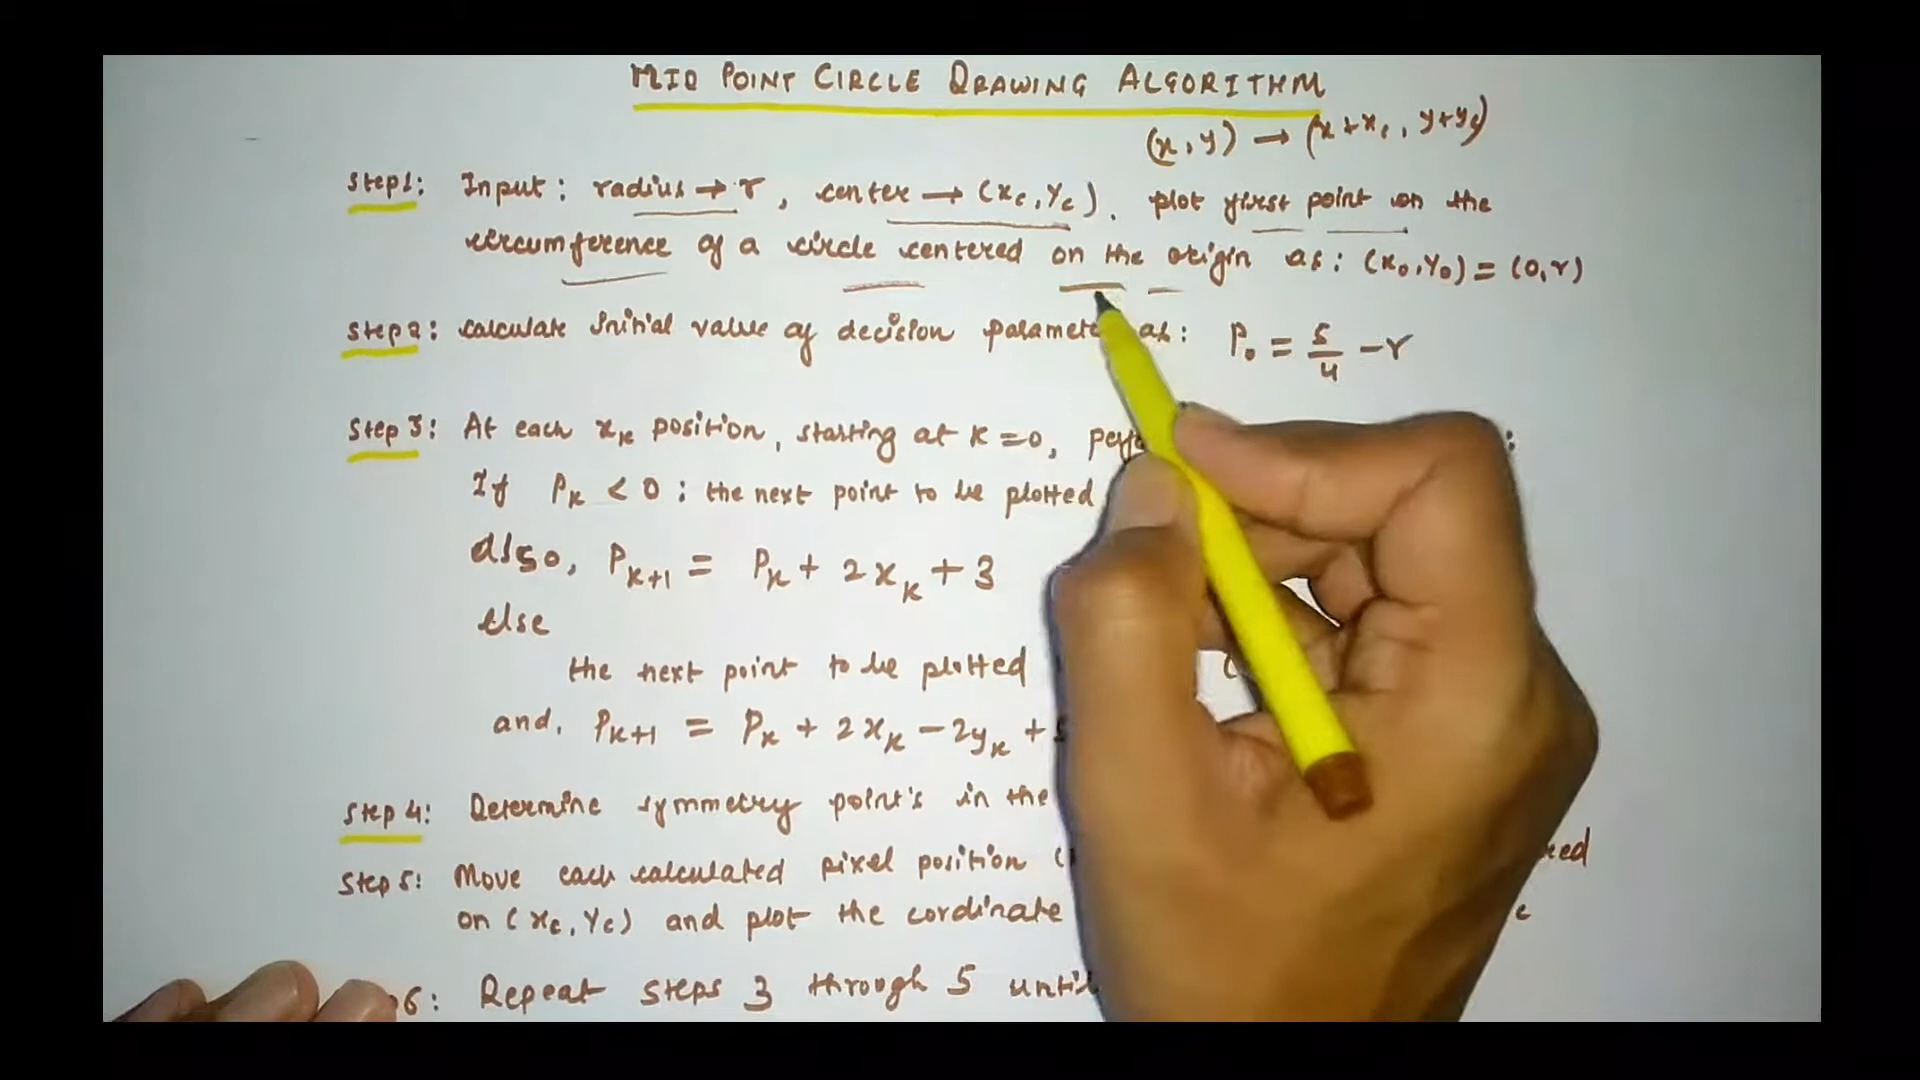 MID POINT CIRCLE DRAWING ALGORITHM
(x,y) → (x+xc, y+yc)
Step1: Input: radius → r, center → (xc,yc). plot first point on the
circumference of a circle centered on the origin as: (x0,y0) = (0,r)
Step2: calculate initial value of decision paramete as: P0 = 5/4 - r
Step 3: At each xk position, starting at K=0, :
If Pk < 0 : the next point to be plotted
also, Pk+1 = Pk + 2xk + 3
else
the next point to be plotted (
and. Pk+1 = Pk + 2xk - 2yk +
Step 4: Determine symmetry point's in the
Step 5: Move each calculated pixel position (
on (xc,yc) and plot the cordinate
6: Repeat steps 3 through 5 until